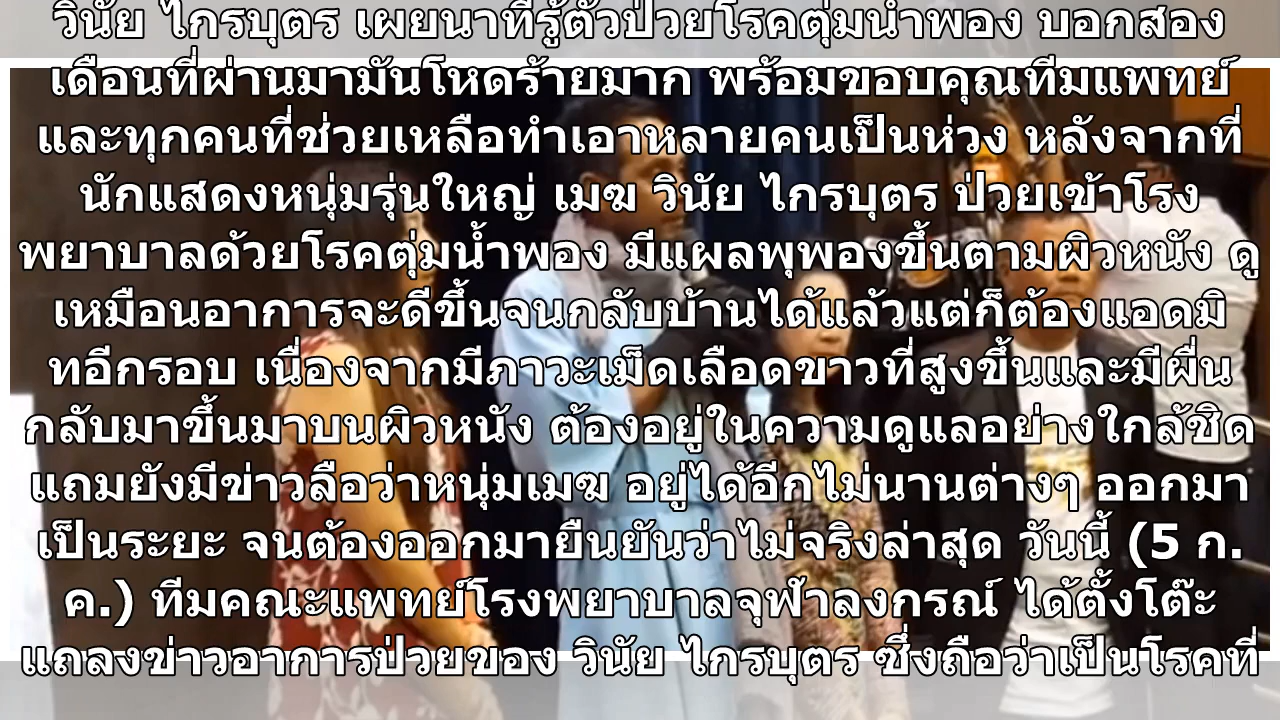 วินัย ไกรบุตร เผยนาทีรู้ตัวป่วยโรคตุ่มน้ำพอง บอกสอง
เดือนที่ผ่านมามันโหดร้ายมาก พร้อมขอบคุณทีมแพทย์
และทุกคนที่ช่วยเหลือทำเอาหลายคนเป็นห่วง หลังจากที่
นักแสดงหนุ่มรุ่นใหญ่ เมฆ วินัย ไกรบุตร ป่วยเข้าโรง
พยาบาลด้วยโรคตุ่มน้ำพอง มีแผลพุพองขึ้นตามผิวหนัง ดู
เหมือนอาการจะดีขึ้นจนกลับบ้านได้แล้วแต่ก็ต้องแอดมิ
ทอีกรอบ เนื่องจากมีภาวะเม็ดเลือดขาวที่สูงขึ้นและมีผื่น
กลับมาขึ้นมาบนผิวหนัง ต้องอยู่ในความดูแลอย่างใกล้ชิด
แถมยังมีข่าวลือว่าหนุ่มเมฆ อยู่ได้อีกไม่นานต่างๆ ออกมา
เป็นระยะ จนต้องออกมายืนยันว่าไม่จริงล่าสุด วันนี้ (5 ก.
ค.) ทีมคณะแพทย์โรงพยาบาลจุฬาลงกรณ์ ได้ตั้งโต๊ะ
แถลงข่าวอาการป่วยของ วินัย ไกรบุตร ซึ่งถือว่าเป็นโรคที่